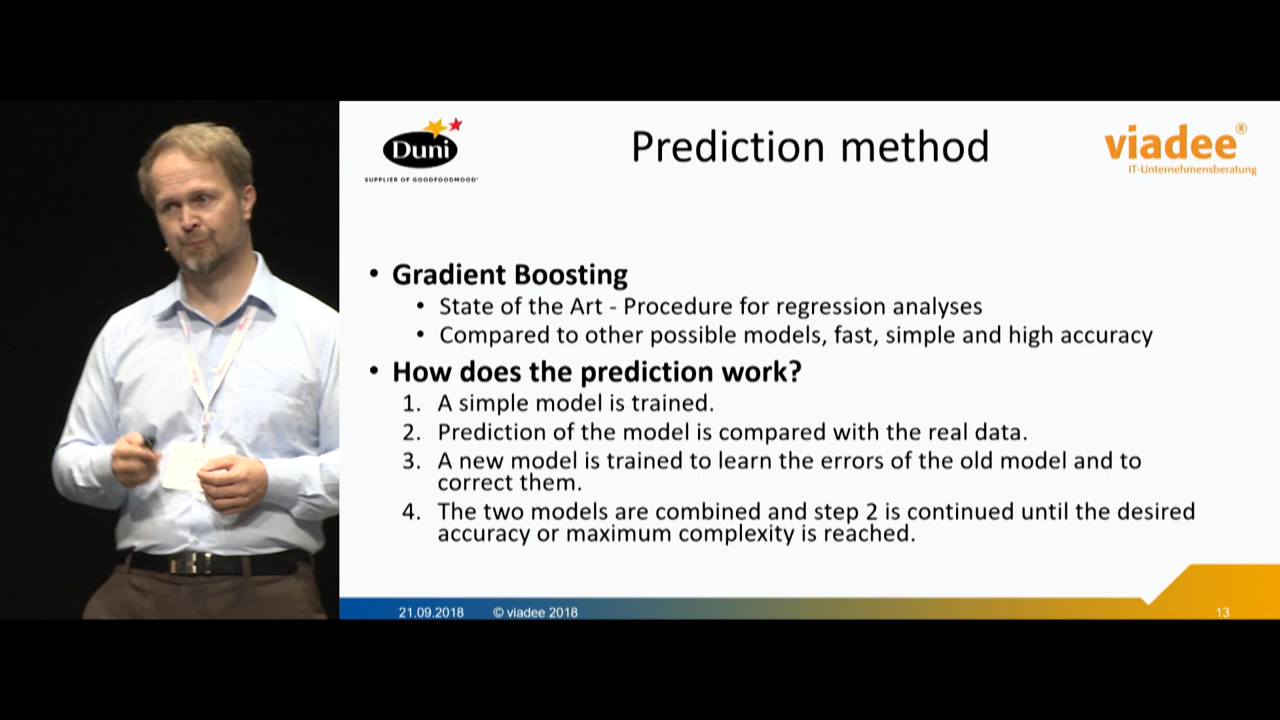 Duni
SUPPLIER OF GOODFOODMOOD®
Prediction method
viadee®
IT-Unternehmensberatung
• Gradient Boosting
• State of the Art - Procedure for regression analyses
• Compared to other possible models, fast, simple and high accuracy
• How does the prediction work?
1. A simple model is trained.
2. Prediction of the model is compared with the real data.
3. A new model is trained to learn the errors of the old model and to
correct them.
4. The two models are combined and step 2 is continued until the desired
accuracy or maximum complexity is reached.
21.09.2018 © viadee 2018 13